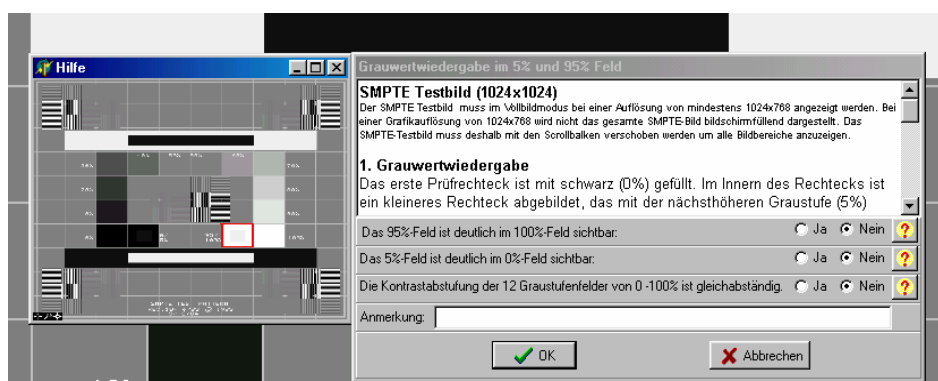 Hilfe
Grauwertwiedergabe im 5% und 95% Feld
SMPTE Testbild (1024x1024)
Der SMPTE Testbild muss im Vollbildmodus bei einer Auflösung von mindestens 1024x768 angezeigt werden. Bei
einer Grafikauflösung von 1024x768 wird nicht das gesamte SMPTE-Bild bildschirmfüllend dargestellt. Das
SMPTE-Testbild muss deshalb mit den Scrollbalken verschoben werden um alle Bildbereiche anzuzeigen.
1. Grauwertwiedergabe
Das erste Prüfrechteck ist mit schwarz (0%) gefüllt. Im Innern des Rechtecks ist
ein kleineres Rechteck abgebildet, das mit der nächsthöheren Graustufe (5%)
Das 95%-Feld ist deutlich im 100%-Feld sichtbar: Ja Nein ?
Das 5%-Feld ist deutlich im 0%-Feld sichtbar: Ja Nein ?
Die Kontrastabstufung der 12 Graustufenfelder von 0 -100% ist gleichabständig. Ja Nein ?
Anmerkung:
OK Abbrechen